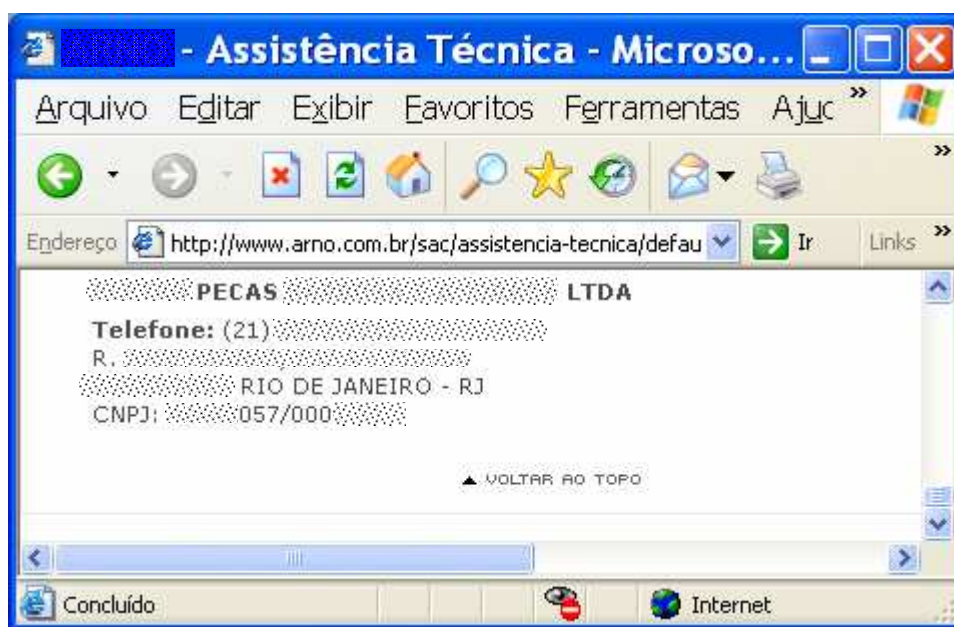 - Assistência Técnica - Microso...
Arquivo Editar Exibir Favoritos Ferramentas Ajuc »
»
Endereço http://www.arno.com.br/sac/assistencia-tecnica/defau Ir Links »
PECAS LTDA
Telefone: (21)
R.
RIO DE JANEIRO - RJ
CNPJ: 057/000
VOLTAR AO TOPO
Concluído Internet